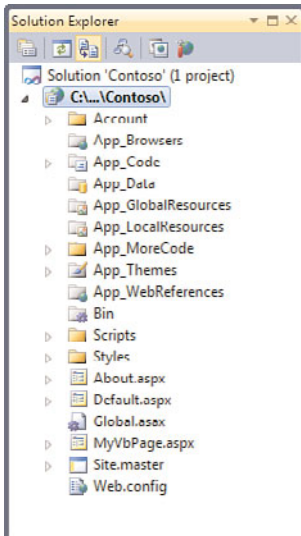 Solution Explorer
Solution 'Contoso' (1 project)
C:\...\Contoso\
Account
App_Browsers
App_Code
App_Data
App_GlobalResources
App_LocalResources
App_MoreCode
App_Themes
App_WebReferences
Bin
Scripts
Styles
About.aspx
Default.aspx
Global.asax
MyVbPage.aspx
Site.master
Web.config